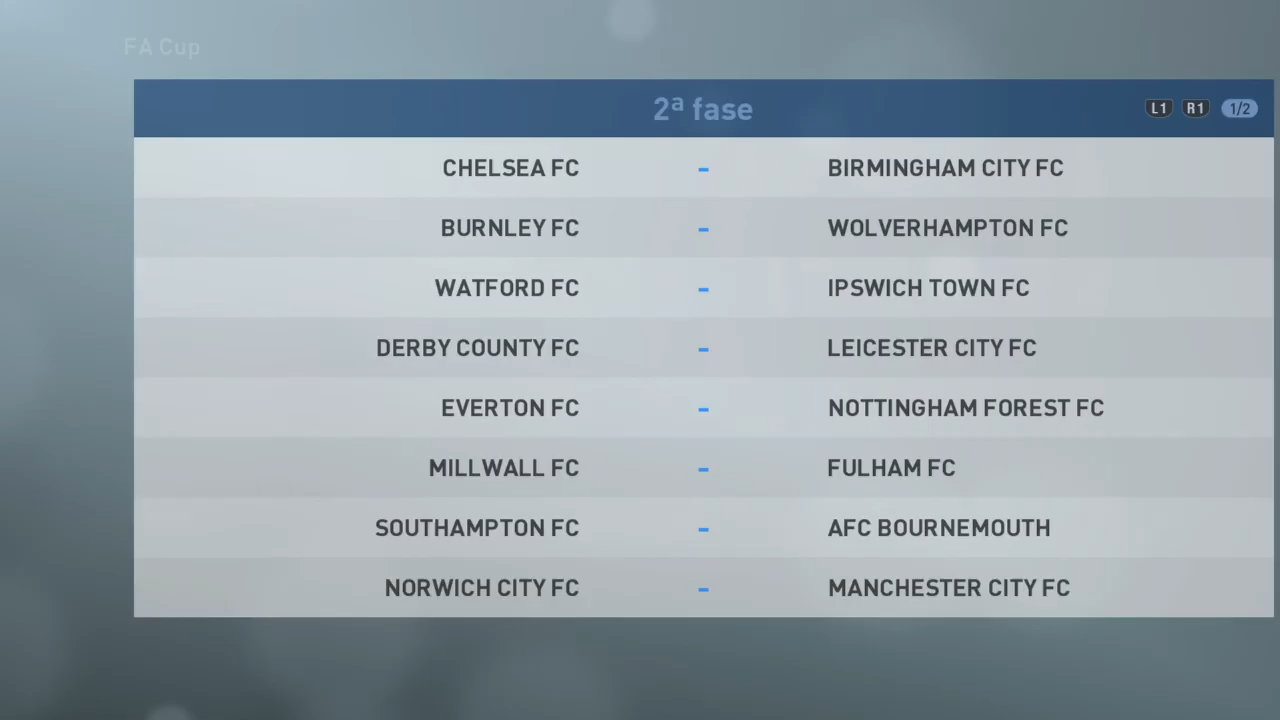 FA Cup
2ª fase L1 R1 1/2
CHELSEA FC - BIRMINGHAM CITY FC
BURNLEY FC - WOLVERHAMPTON FC
WATFORD FC - IPSWICH TOWN FC
DERBY COUNTY FC - LEICESTER CITY FC
EVERTON FC - NOTTINGHAM FOREST FC
MILLWALL FC - FULHAM FC
SOUTHAMPTON FC - AFC BOURNEMOUTH
NORWICH CITY FC - MANCHESTER CITY FC